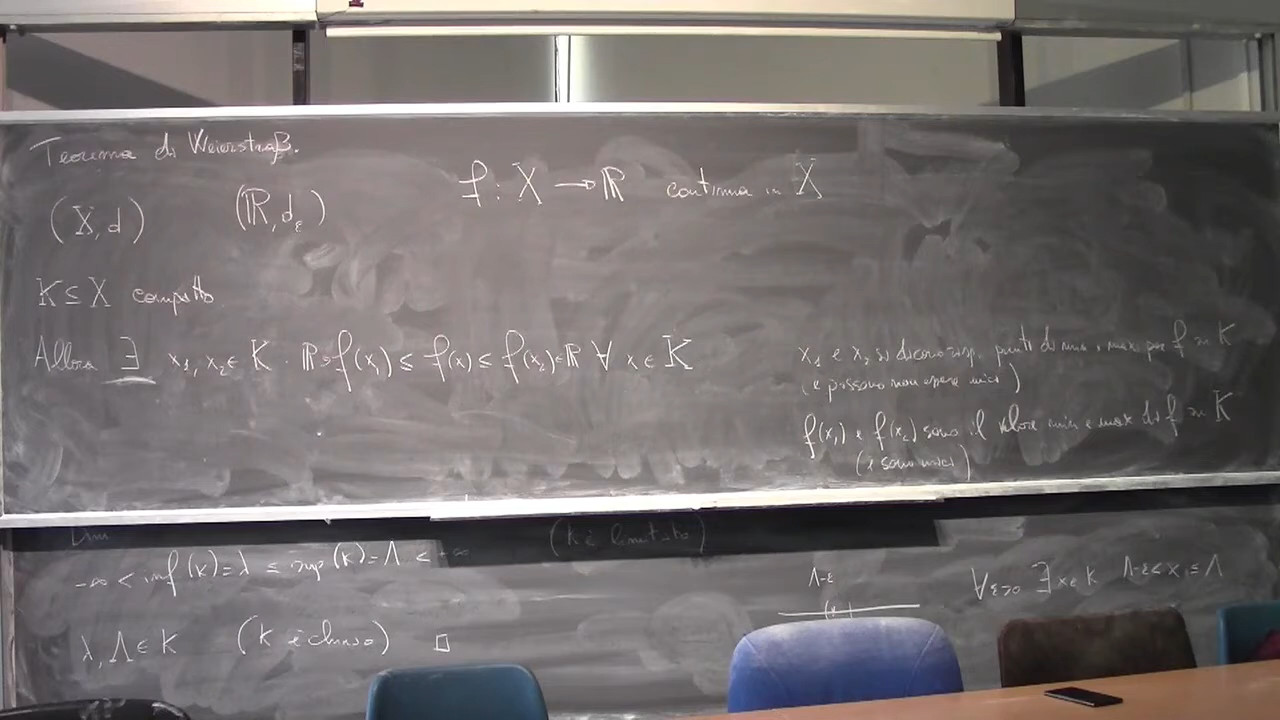 Teorema di Weierstraß.
(X, d) (ℝ, d_ε) f : X → ℝ continua in X
K ⊆ X compatto.
Allora ∃ x₁, x₂ ∈ K . ℝ ∋ f(x₁) ≤ f(x) ≤ f(x₂) ∈ ℝ ∀ x ∈ K
x₁ e x₂ si dicono risp. punti di min e max per f su K
(e possono non essere unici)
f(x₁) e f(x₂) sono il valore min e max di f su K
(e sono unici)
Dim (K è limitato)
-∞ < inf(K) = λ ≤ sup(K) = Λ < +∞
Λ-ε
∀ε>0 ∃ x ∈ K Λ-ε < x ≤ Λ
λ, Λ ∈ K (K è chiuso) □